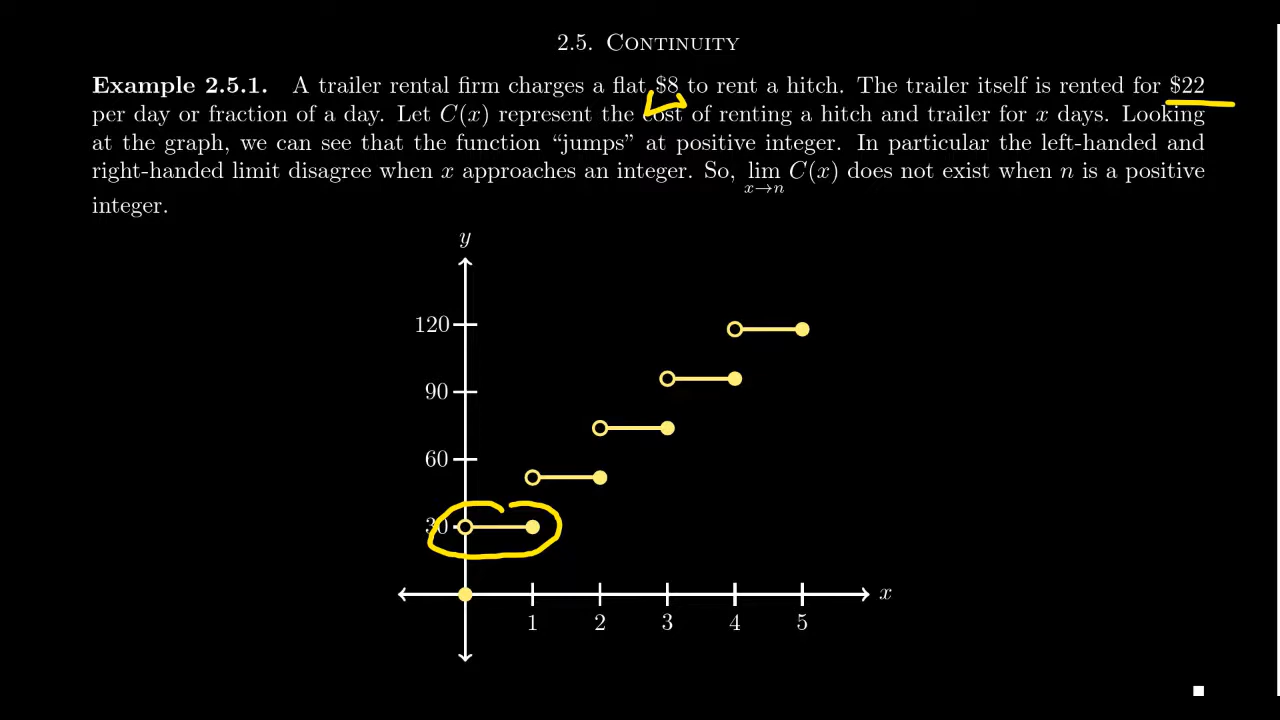 2.5. CONTINUITY
Example 2.5.1. A trailer rental firm charges a flat $8 to rent a hitch. The trailer itself is rented for $22
per day or fraction of a day. Let C(x) represent the cost of renting a hitch and trailer for x days. Looking
at the graph, we can see that the function “jumps” at positive integer. In particular the left-handed and
right-handed limit disagree when x approaches an integer. So, lim C(x) does not exist when n is a positive
x→n
integer.
y
120
90
60
30
x
1 2 3 4 5